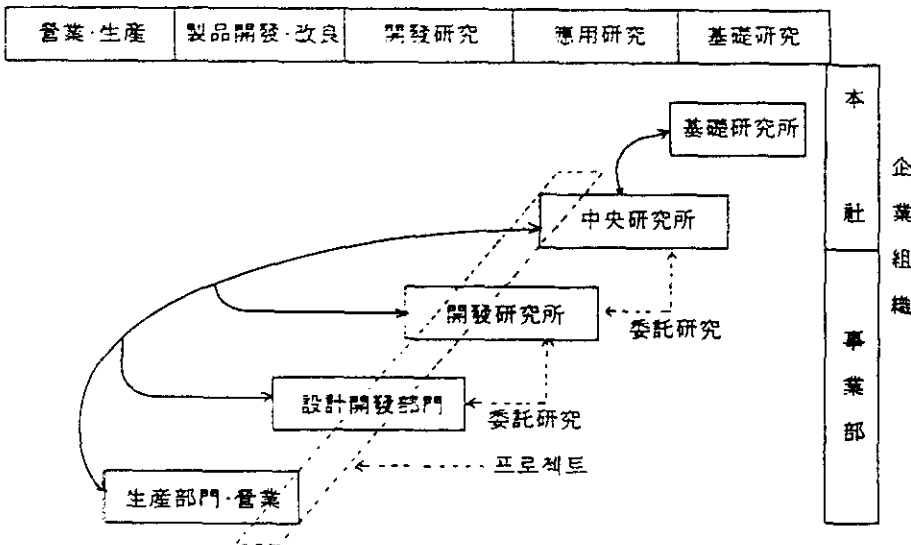 營業·生産 製品開發·改良 開發研究 應用研究 基礎研究
本社
企業組織
基礎研究所
中央研究所
開發研究所
委託研究
事業部
設計開發部門
委託研究
프로젝트
生産部門·營業